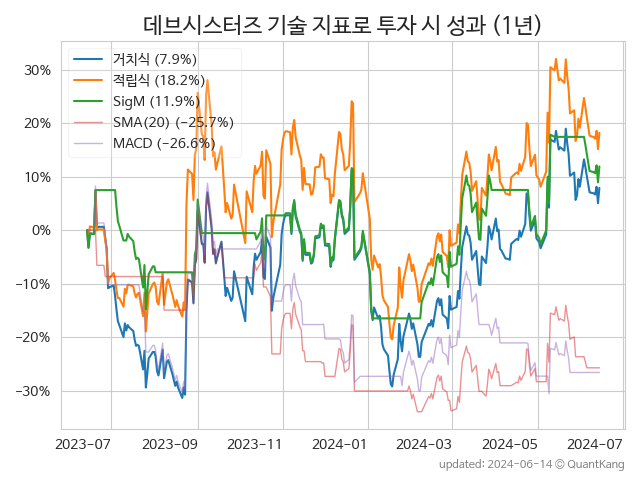 데브시스터즈 기술 지표로 투자 시 성과 (1년)
거치식 (7.9%)
적립식 (18.2%)
SigM (11.9%)
SMA(20) (−25.7%)
MACD (−26.6%)
30%
20%
10%
0%
−10%
−20%
−30%
2023-07 2023-09 2023-11 2024-01 2024-03 2024-05 2024-07
updated: 2024-06-14 © QuantKang